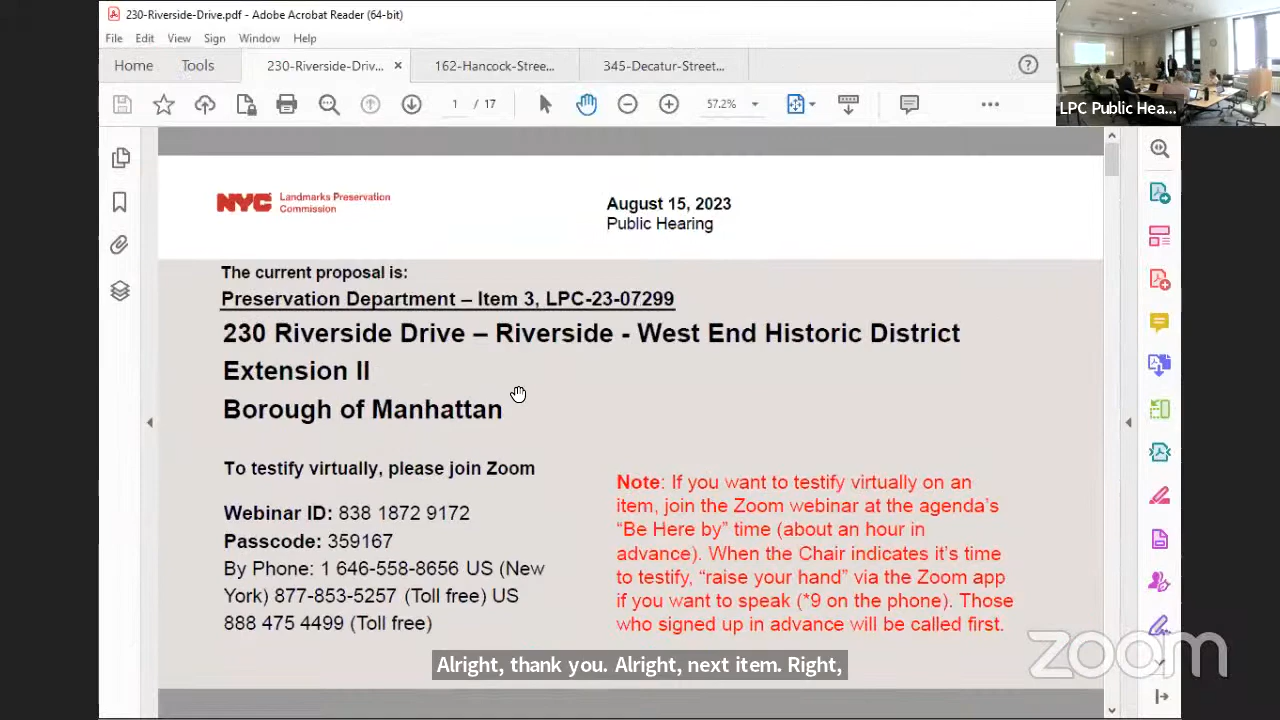 230-Riverside-Drive.pdf - Adobe Acrobat Reader (64-bit)
File Edit View Sign Window Help
Home Tools 230-Riverside-Driv... × 162-Hancock-Stree... 345-Decatur-Street...
1 / 17 57.2%
LPC Public Hea...
NYC Landmarks Preservation
Commission
August 15, 2023
Public Hearing
The current proposal is:
Preservation Department – Item 3, LPC-23-07299
230 Riverside Drive – Riverside - West End Historic District
Extension II
Borough of Manhattan
To testify virtually, please join Zoom
Webinar ID: 838 1872 9172
Passcode: 359167
By Phone: 1 646-558-8656 US (New
York) 877-853-5257 (Toll free) US
888 475 4499 (Toll free)
Note: If you want to testify virtually on an
item, join the Zoom webinar at the agenda’s
“Be Here by” time (about an hour in
advance). When the Chair indicates it’s time
to testify, “raise your hand” via the Zoom app
if you want to speak (*9 on the phone). Those
who signed up in advance will be called first.
Alright, thank you. Alright, next item. Right,
zoom